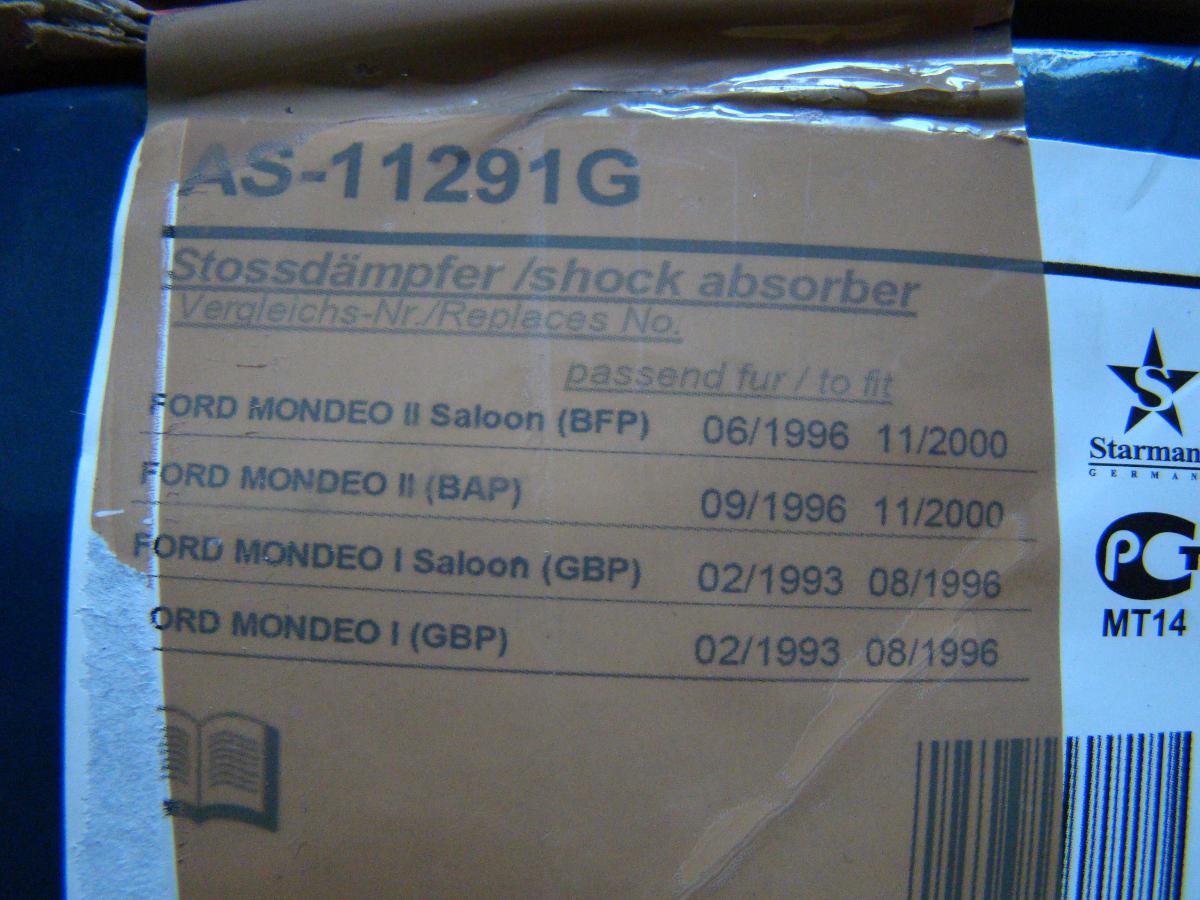 AS-11291G
Stossdämpfer /shock absorber
Vergleichs-Nr./Replaces No.
passend fur / to fit
FORD MONDEO II Saloon (BFP) 06/1996 11/2000
FORD MONDEO II (BAP) 09/1996 11/2000
FORD MONDEO I Saloon (GBP) 02/1993 08/1996
ORD MONDEO I (GBP) 02/1993 08/1996
S
Starman
GERMAN
PCT
MT14